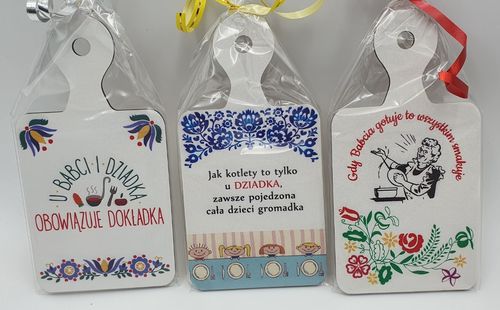 U BABCI I DZIADKA
OBOWIĄZUJE DOKŁADKA
Jak kotlety to tylko
u DZIADKA,
zawsze pojedzona
cała dzieci gromadka
Gdy Babcia gotuje to wszystkim smakuje